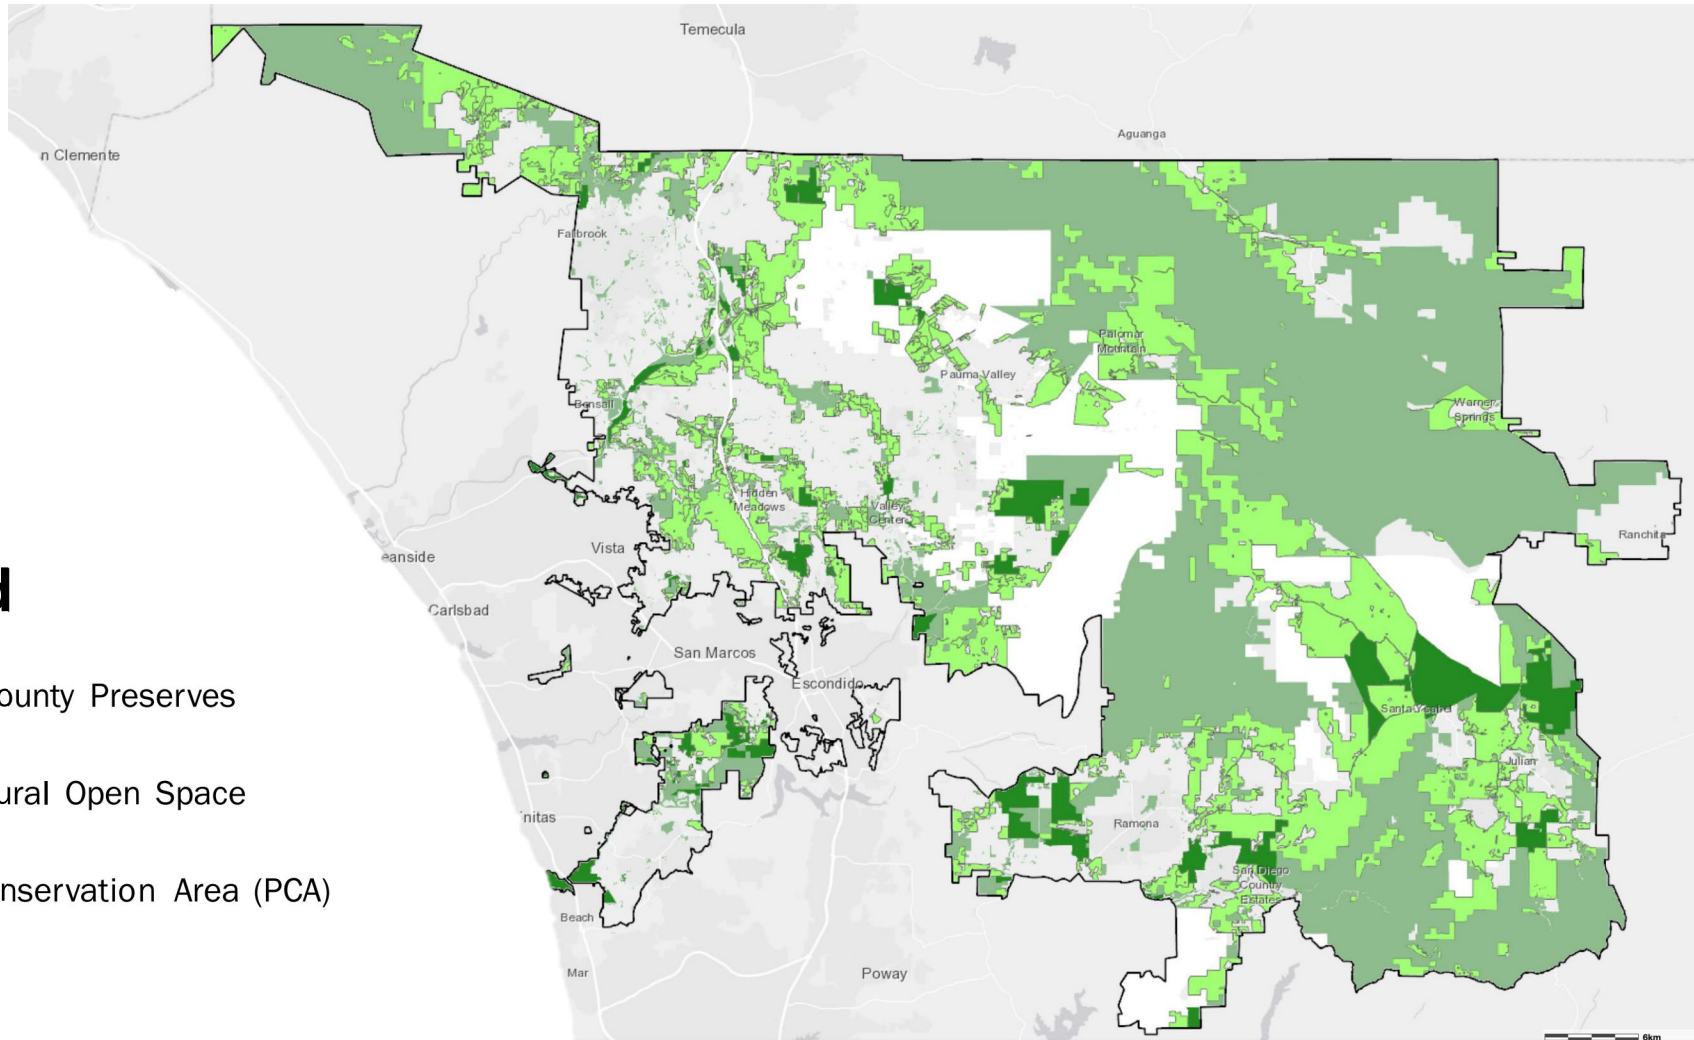 Temecula
Aguanga
n Clemente
Fallbrook
Palomar
Mountain
Pauma Valley
Bonsall
Warner
Springs
Hidden
Meadows
Valley
Center
Ranchita
Vista
eanside
d
Carlsbad
San Marcos
Escondido
ounty Preserves
Santa Ysabel
Julian
ural Open Space
nitas
Ramona
San Diego
Country
Estates
nservation Area (PCA)
Beach
Mar
Poway
6km